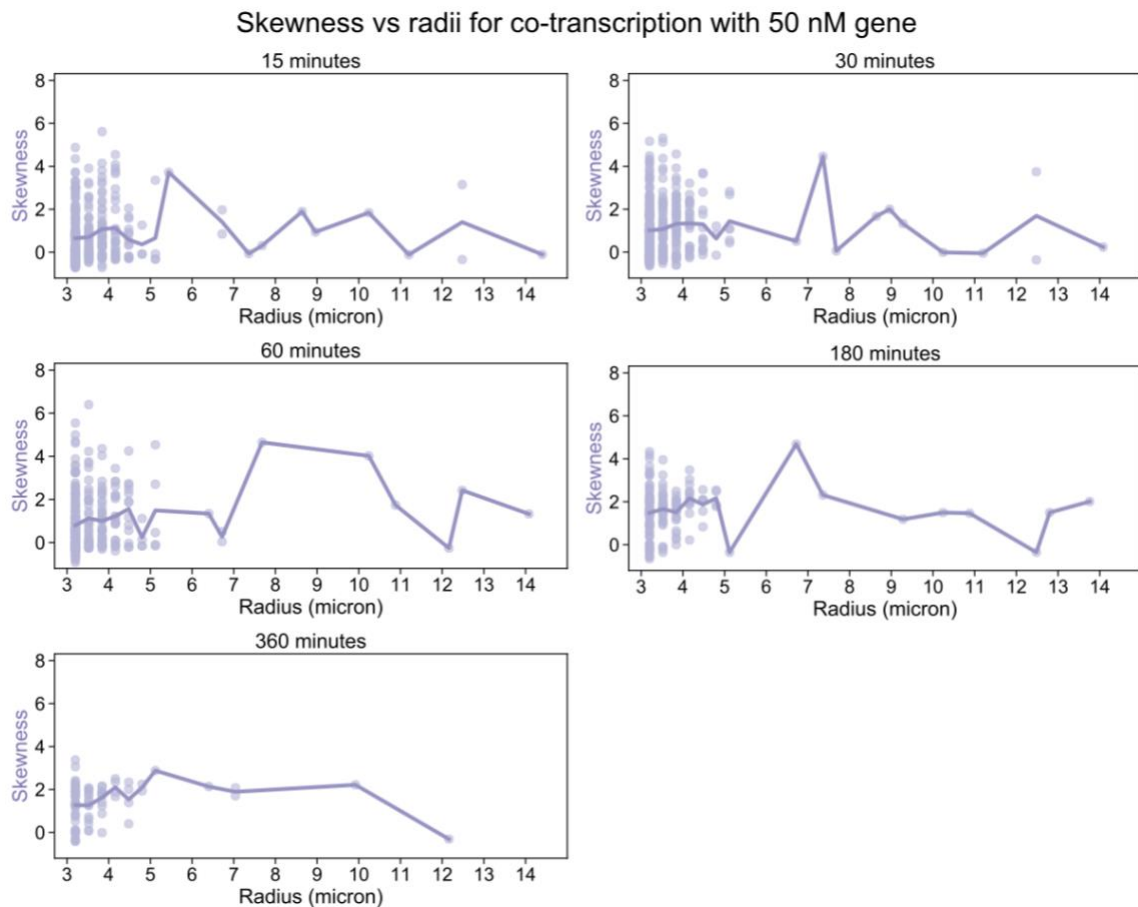 Skewness vs radii for co-transcription with 50 nM gene
15 minutes
8
6
4
2
0
Skewness
3 4 5 6 7 8 9 10 11 12 13 14
Radius (micron)
30 minutes
8
6
4
2
0
Skewness
3 4 5 6 7 8 9 10 11 12 13 14
Radius (micron)
60 minutes
8
6
4
2
0
Skewness
3 4 5 6 7 8 9 10 11 12 13 14
Radius (micron)
180 minutes
8
6
4
2
0
Skewness
3 4 5 6 7 8 9 10 11 12 13 14
Radius (micron)
360 minutes
8
6
4
2
0
Skewness
3 4 5 6 7 8 9 10 11 12 13 14
Radius (micron)